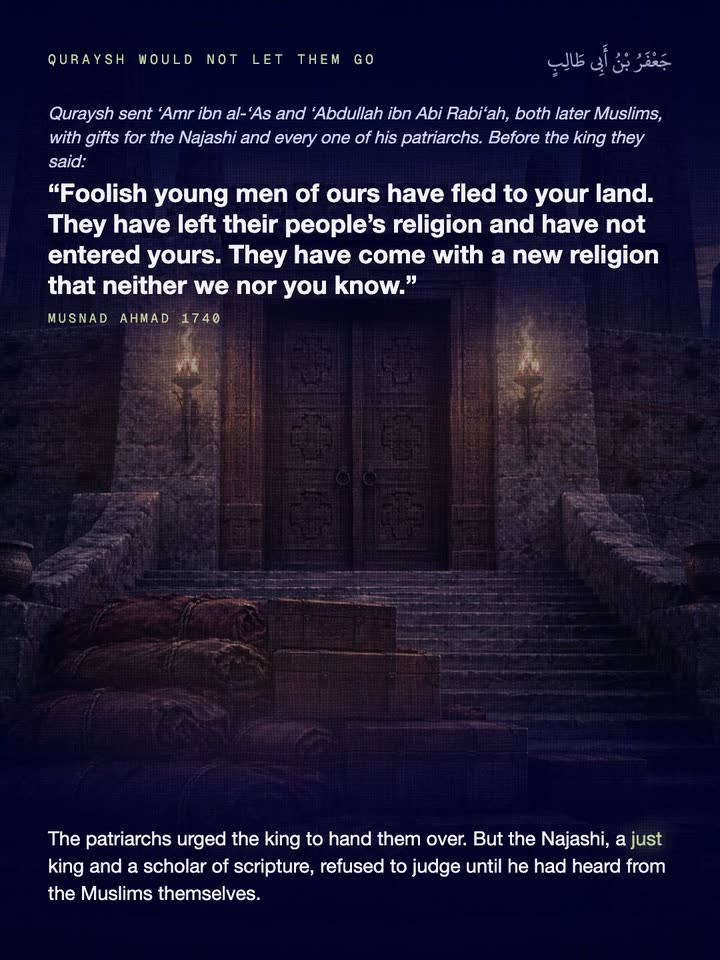 QURAYSH WOULD NOT LET THEM GO
جَعْفَرُ بْنُ أَبِي طَالِبٍ
Quraysh sent ‘Amr ibn al-‘As and ‘Abdullah ibn Abi Rabi‘ah, both later Muslims,
with gifts for the Najashi and every one of his patriarchs. Before the king they
said:
“Foolish young men of ours have fled to your land.
They have left their people’s religion and have not
entered yours. They have come with a new religion
that neither we nor you know.”
MUSNAD AHMAD 1740
The patriarchs urged the king to hand them over. But the Najashi, a just
king and a scholar of scripture, refused to judge until he had heard from
the Muslims themselves.